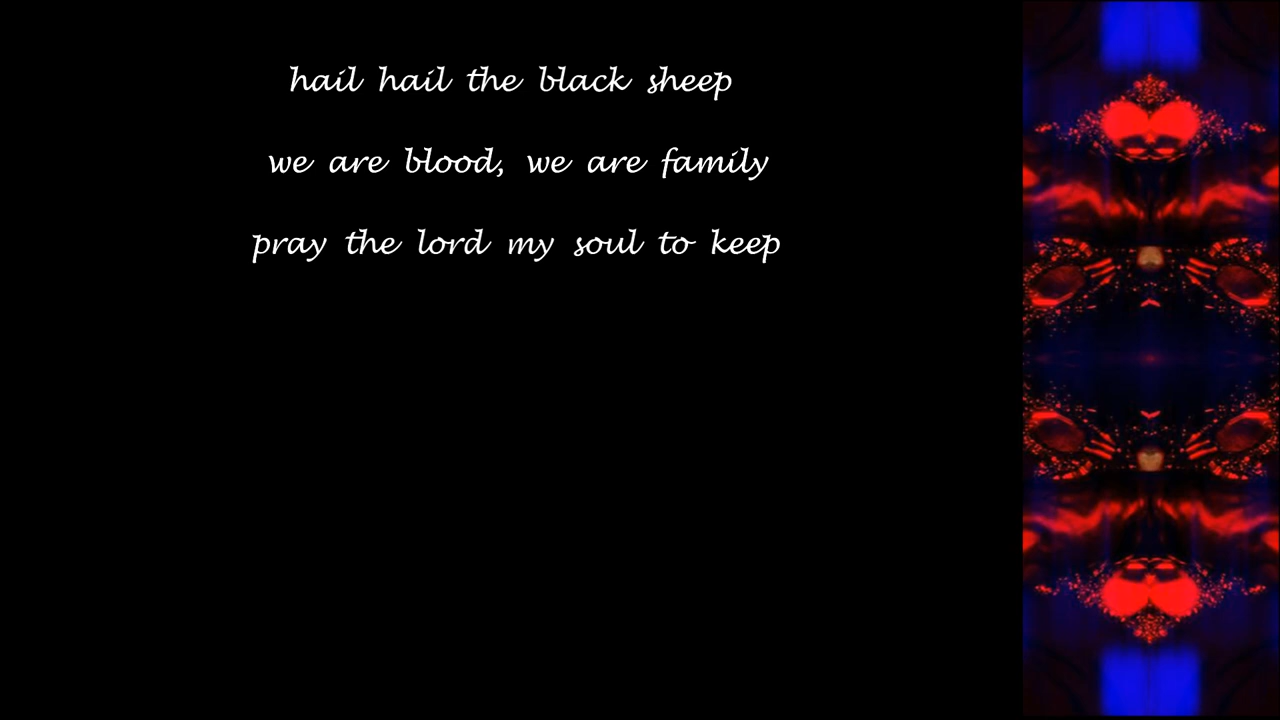 hail hail the black sheep
we are blood, we are family
pray the lord my soul to keep